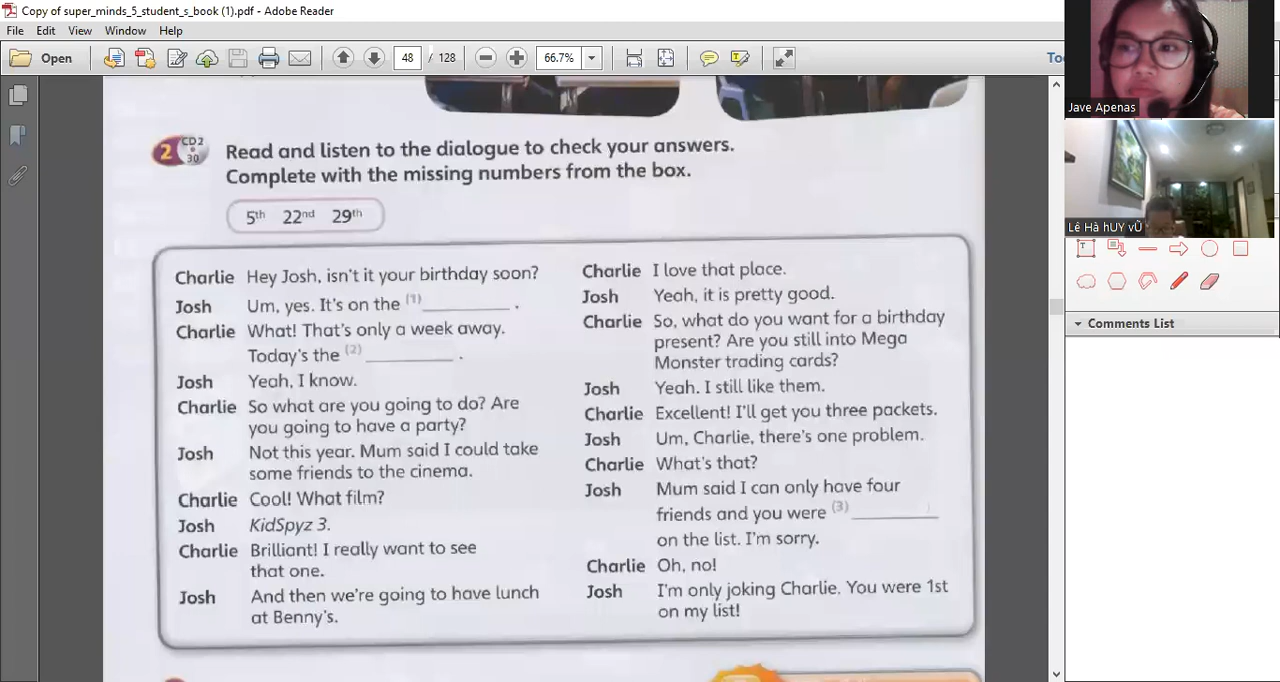 Copy of super_minds_5_student_s_book (1).pdf - Adobe Reader
File Edit View Window Help
Open 48 / 128 66.7% Too
Jave Apenas
Lê Hà hUY vŨ
Comments List
2 CD2 30
Read and listen to the dialogue to check your answers.
Complete with the missing numbers from the box.
5th 22nd 29th
Charlie Hey Josh, isn't it your birthday soon?
Josh Um, yes. It's on the (1)__________ .
Charlie What! That's only a week away.
Today's the (2) __________ .
Josh Yeah, I know.
Charlie So what are you going to do? Are
you going to have a party?
Josh Not this year. Mum said I could take
some friends to the cinema.
Charlie Cool! What film?
Josh KidSpyz 3.
Charlie Brilliant! I really want to see
that one.
Josh And then we're going to have lunch
at Benny's.
Charlie I love that place.
Josh Yeah, it is pretty good.
Charlie So, what do you want for a birthday
present? Are you still into Mega
Monster trading cards?
Josh Yeah. I still like them.
Charlie Excellent! I'll get you three packets.
Josh Um, Charlie, there's one problem.
Charlie What's that?
Josh Mum said I can only have four
friends and you were (3) __________
on the list. I'm sorry.
Charlie Oh, no!
Josh I'm only joking Charlie. You were 1st
on my list!